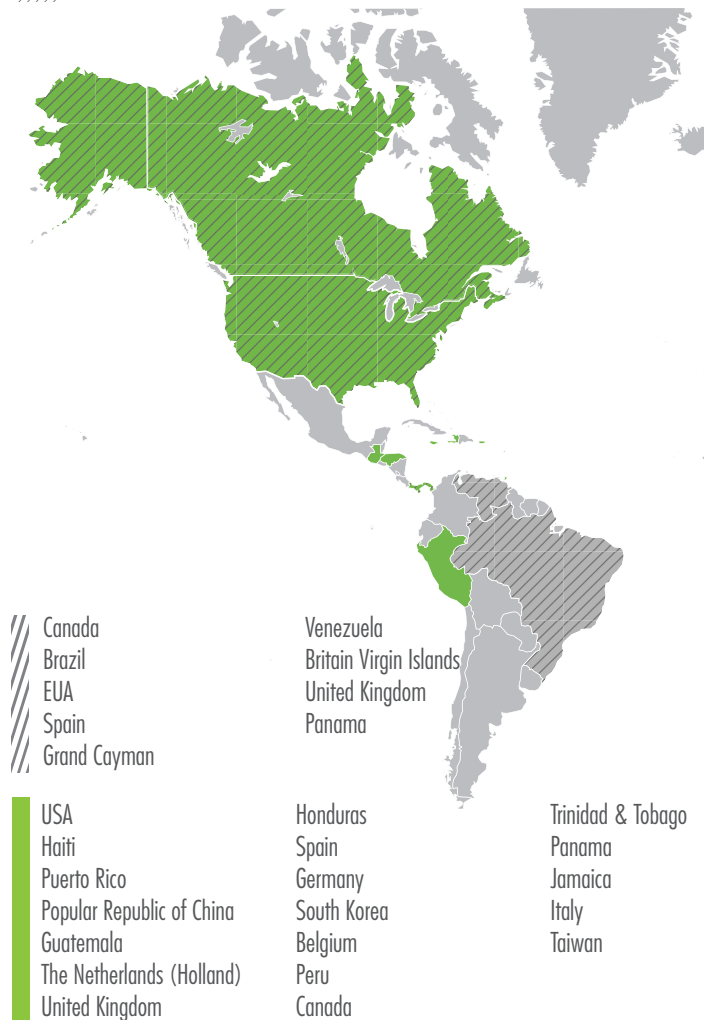 Canada
Brazil
EUA
Spain
Grand Cayman
Venezuela
Britain Virgin Islands
United Kingdom
Panama
USA
Haiti
Puerto Rico
Popular Republic of China
Guatemala
The Netherlands (Holland)
United Kingdom
Honduras
Spain
Germany
South Korea
Belgium
Peru
Canada
Trinidad & Tobago
Panama
Jamaica
Italy
Taiwan